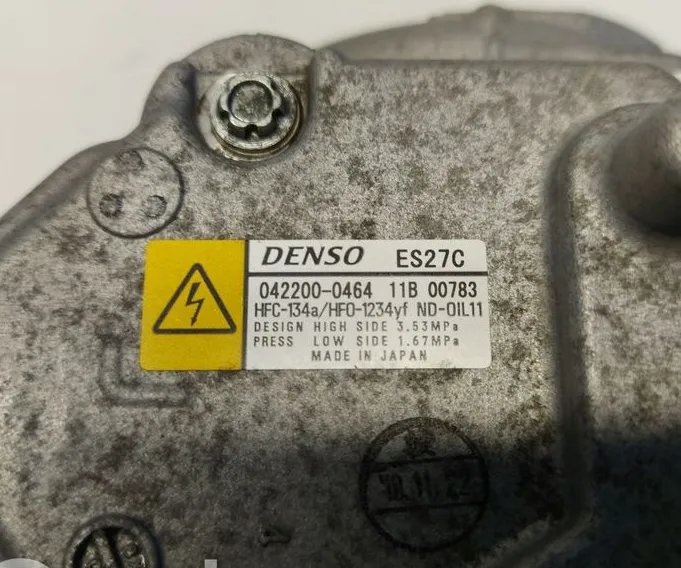 DENSO ES27C
042200-0464 11B 00783
HFC-134a/HFO-1234yf ND-OIL11
DESIGN HIGH SIDE 3.53MPa
PRESS LOW SIDE 1.67MPa
MADE IN JAPAN